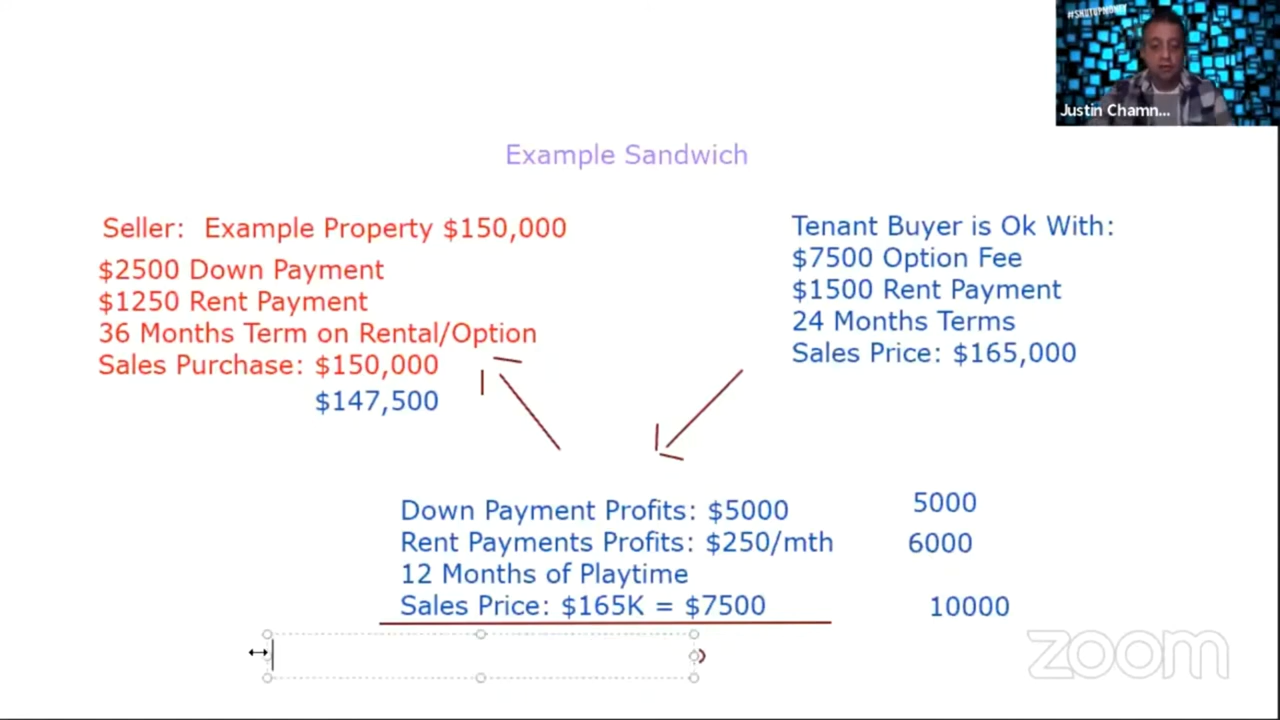 #SHUTUPMONEY
Justin Chamn...
Example Sandwich
Seller: Example Property $150,000
$2500 Down Payment
$1250 Rent Payment
36 Months Term on Rental/Option
Sales Purchase: $150,000
$147,500
Tenant Buyer is Ok With:
$7500 Option Fee
$1500 Rent Payment
24 Months Terms
Sales Price: $165,000
Down Payment Profits: $5000
5000
Rent Payments Profits: $250/mth
6000
12 Months of Playtime
Sales Price: $165K = $7500
10000
zoom